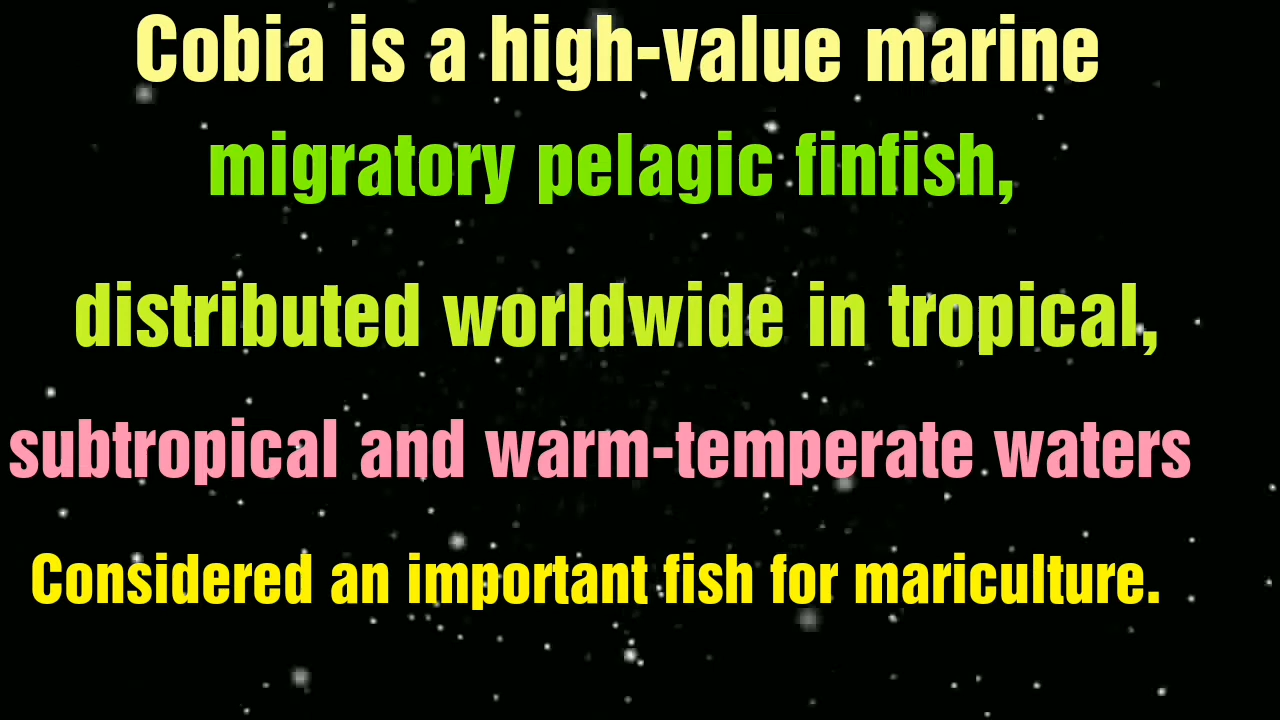 Cobia is a high-value marine
migratory pelagic finfish,
distributed worldwide in tropical,
subtropical and warm-temperate waters
Considered an important fish for mariculture.